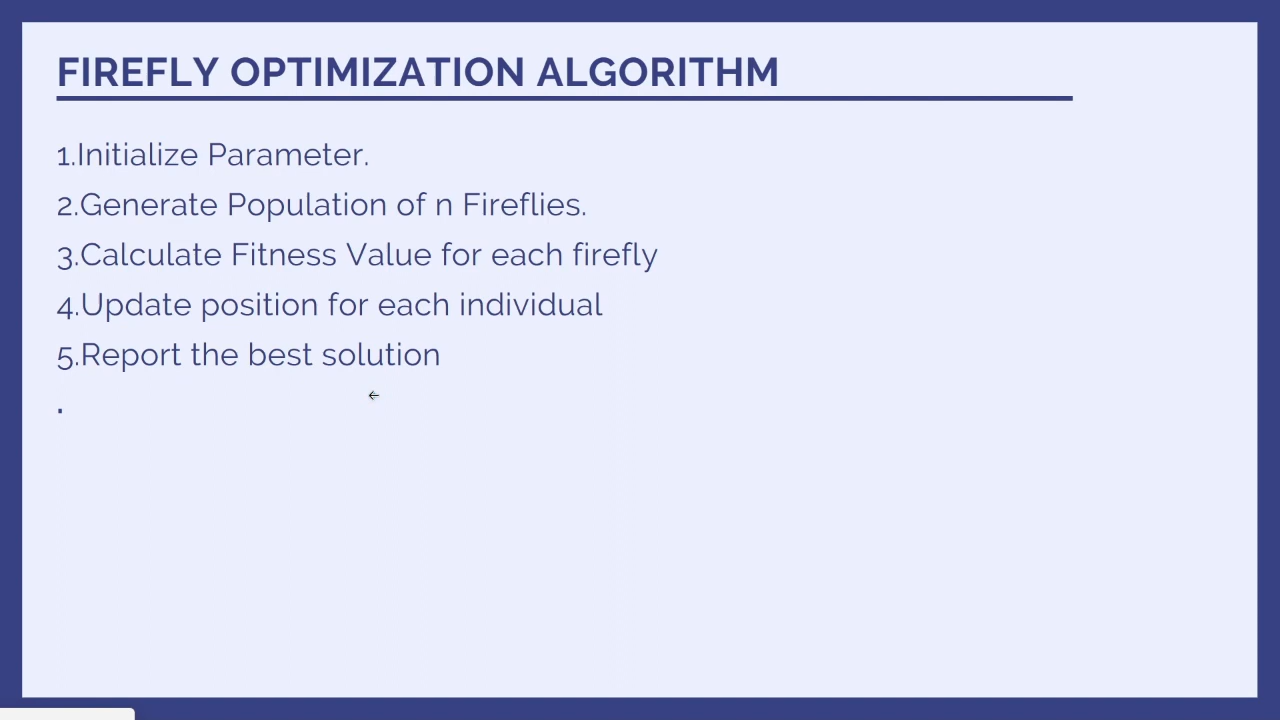 FIREFLY OPTIMIZATION ALGORITHM
1.Initialize Parameter.
2.Generate Population of n Fireflies.
3.Calculate Fitness Value for each firefly
4.Update position for each individual
5.Report the best solution
.